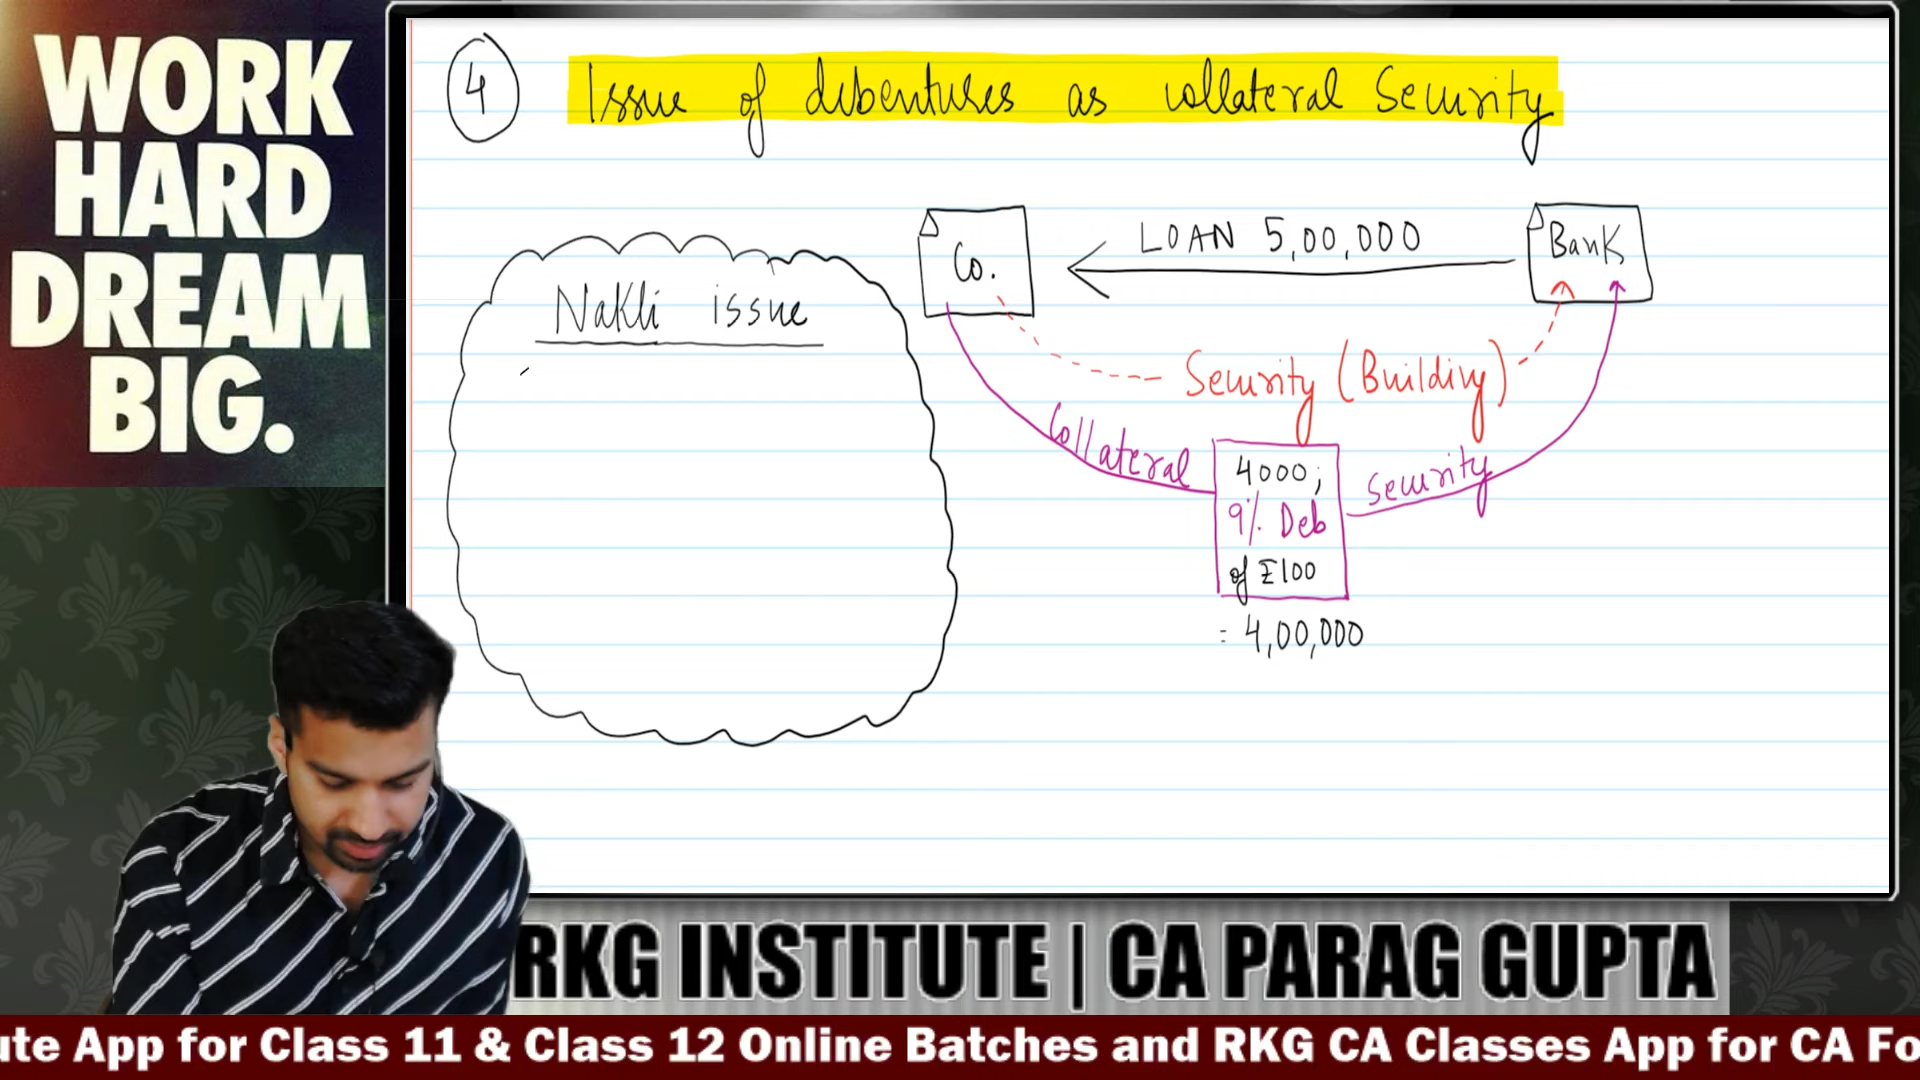 WORK
HARD
DREAM
BIG.
4 Issue of debentures as collateral Security
Co.
LOAN 5,00,000
Bank
Nakli issue
Security (Building)
Collateral
Security
4000;
9% Deb
of ₹100
= 4,00,000
RKG INSTITUTE | CA PARAG GUPTA
ute App for Class 11 & Class 12 Online Batches and RKG CA Classes App for CA Fo